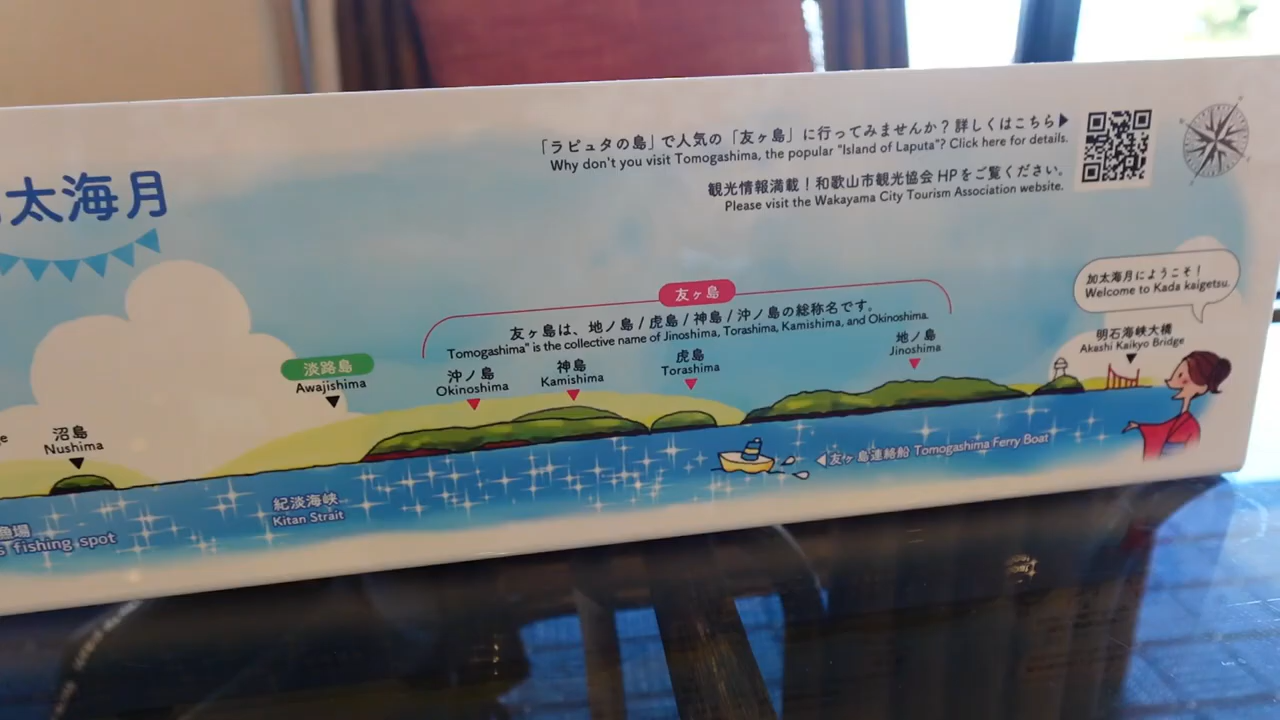 「ラピュタの島」で人気の「友ヶ島」に行ってみませんか？詳しくはこちら▶
Why don't you visit Tomogashima, the popular "Island of Laputa"? Click here for details.
観光情報満載！和歌山市観光協会HPをご覧ください。
Please visit the Wakayama City Tourism Association website.
太海月
友ヶ島
友ヶ島は、地ノ島/虎島/神島/沖ノ島の総称名です。
Tomogashima" is the collective name of Jinoshima, Torashima, Kamishima, and Okinoshima.
加太海月にようこそ！
Welcome to Kada kaigetsu.
明石海峡大橋
Akashi Kaikyo Bridge
地ノ島
Jinoshima
虎島
Torashima
神島
Kamishima
沖ノ島
Okinoshima
淡路島
Awajishima
沼島
Nushima
◀友ヶ島連絡船 Tomogashima Ferry Boat
紀淡海峡
Kitan Strait
漁場
fishing spot